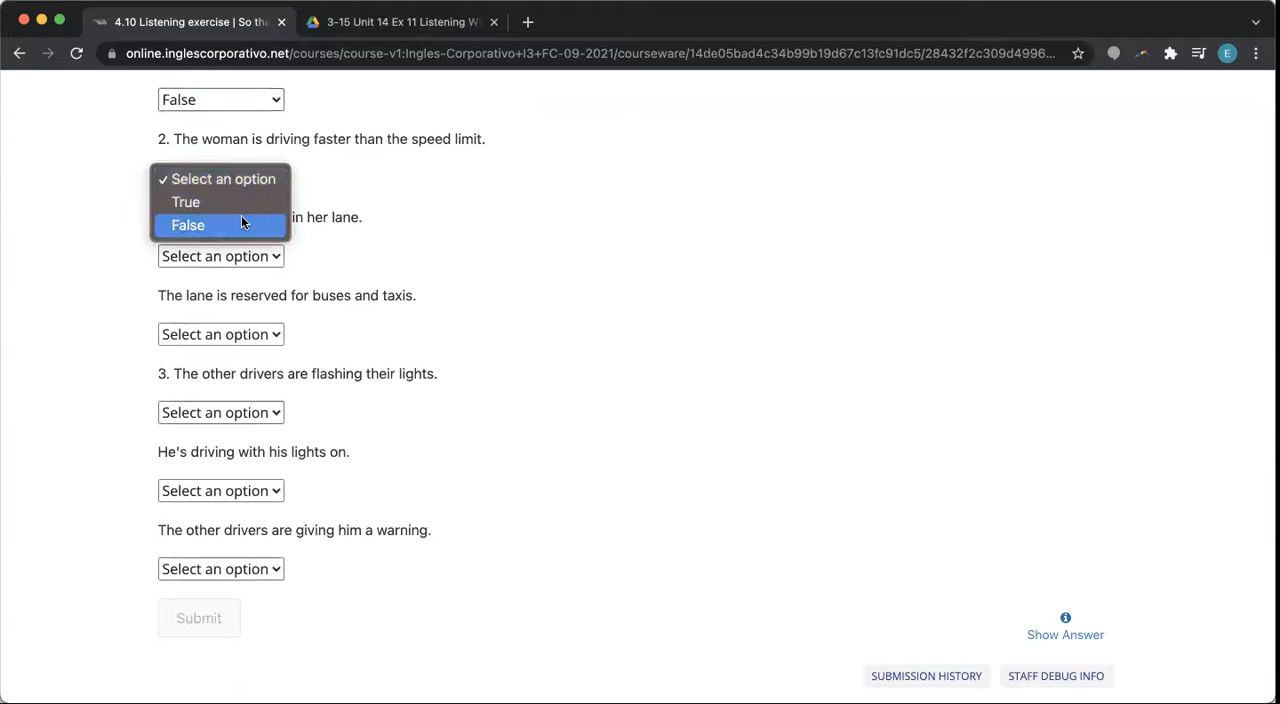 4.10 Listening exercise | So tha
3-15 Unit 14 Ex 11 Listening W
online.inglescorporativo.net/courses/course-v1:Ingles-Corporativo+I3+FC-09-2021/courseware/14de05bad4c34b99b19d67c13fc91dc5/28432f2c309d4996...
E
False
2. The woman is driving faster than the speed limit.
Select an option
True
False
in her lane.
Select an option
The lane is reserved for buses and taxis.
Select an option
3. The other drivers are flashing their lights.
Select an option
He's driving with his lights on.
Select an option
The other drivers are giving him a warning.
Select an option
Submit
Show Answer
SUBMISSION HISTORY
STAFF DEBUG INFO